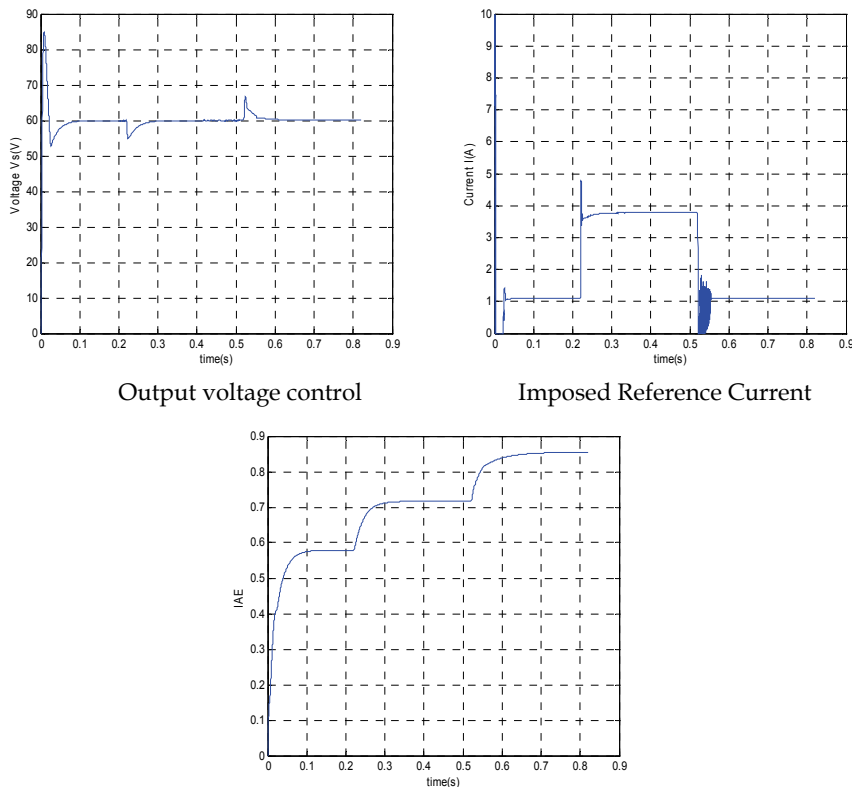 90
80
70
60
50
40
30
20
10
0
Voltage Vs(V)
0 0.1 0.2 0.3 0.4 0.5 0.6 0.7 0.8 0.9
time(s)
Output voltage control
10
9
8
7
6
5
4
3
2
1
0
Current I(A)
0 0.1 0.2 0.3 0.4 0.5 0.6 0.7 0.8 0.9
time(s)
Imposed Reference Current
0.9
0.8
0.7
0.6
0.5
0.4
0.3
0.2
0.1
0
IAE
0 0.1 0.2 0.3 0.4 0.5 0.6 0.7 0.8 0.9
time(s)